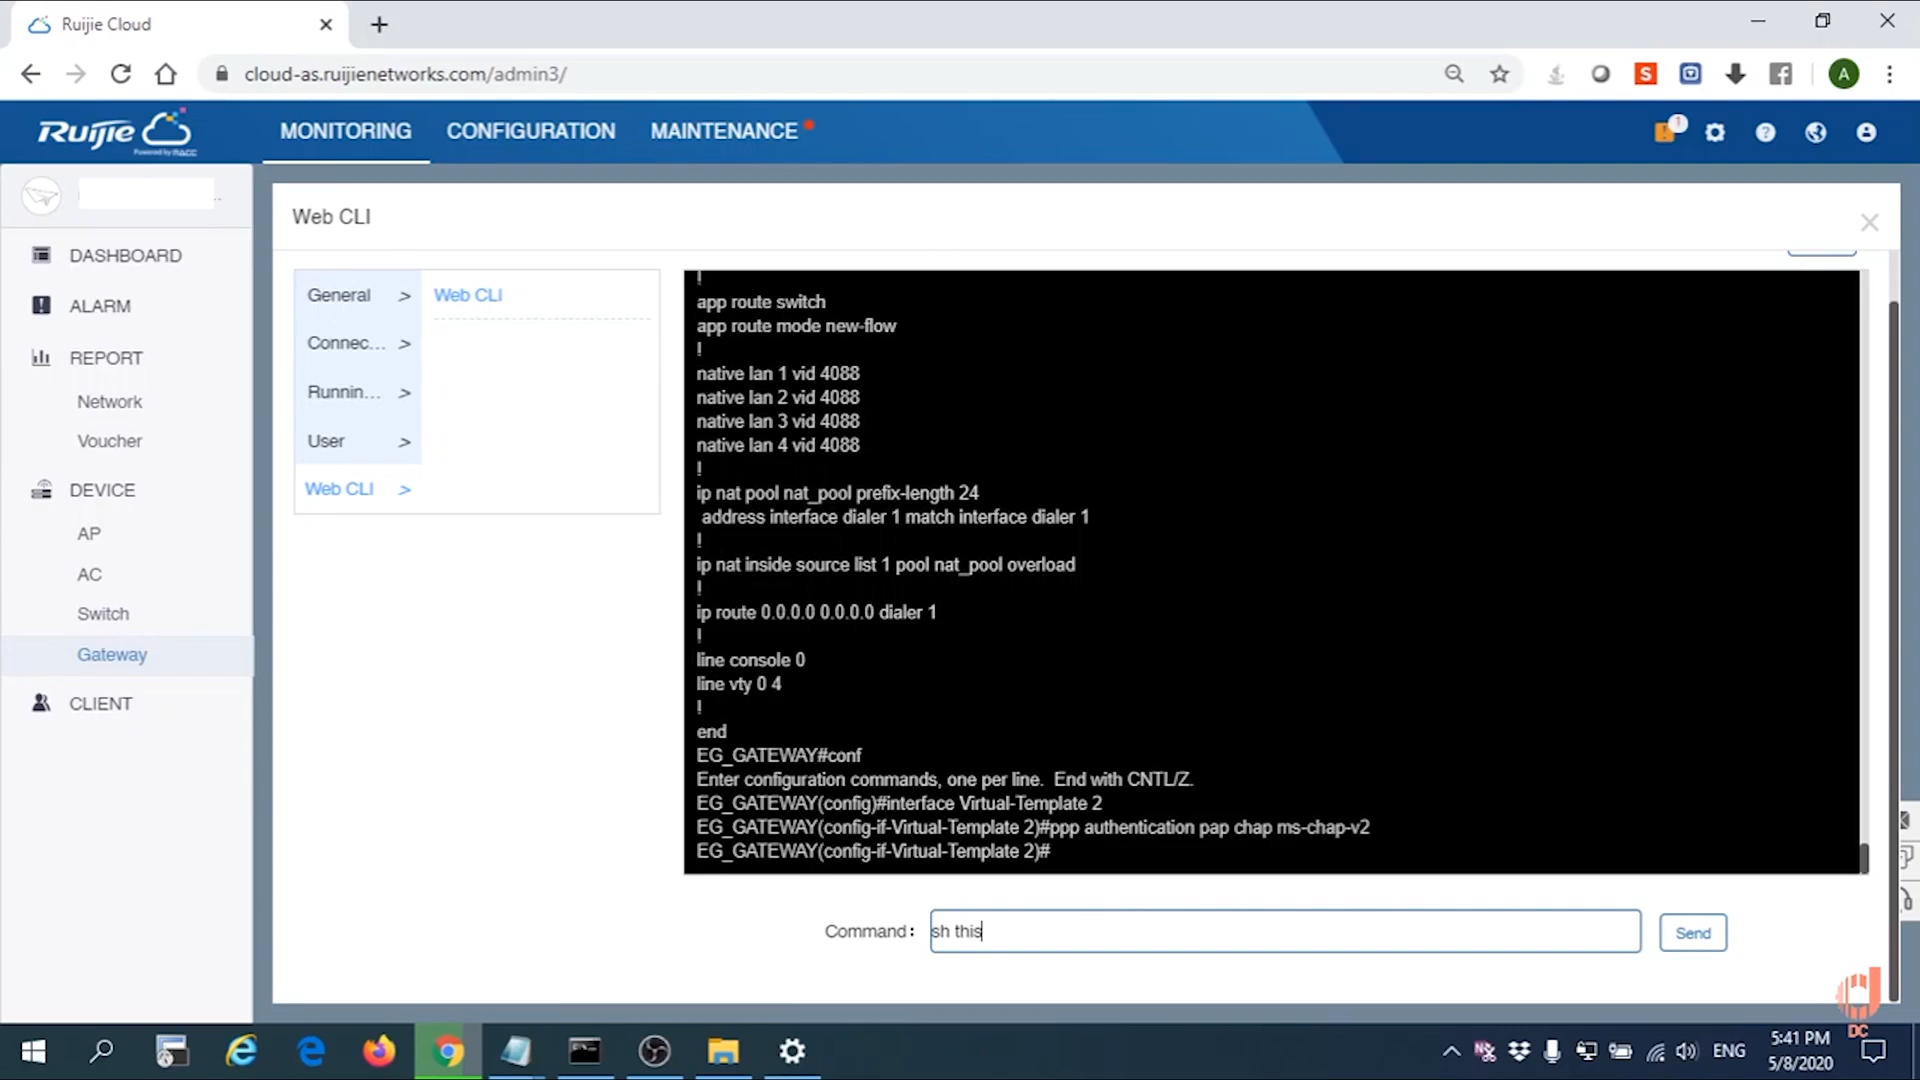 Ruijie Cloud
cloud-as.ruijienetworks.com/admin3/
S
A
Ruijie
Powered by RACC
MONITORING
CONFIGURATION
MAINTENANCE
1
DASHBOARD
ALARM
REPORT
Network
Voucher
DEVICE
AP
AC
Switch
Gateway
CLIENT
Web CLI
General >
Connec... >
Runnin... >
User >
Web CLI >
Web CLI
!
app route switch
app route mode new-flow
!
native lan 1 vid 4088
native lan 2 vid 4088
native lan 3 vid 4088
native lan 4 vid 4088
!
ip nat pool nat_pool prefix-length 24
address interface dialer 1 match interface dialer 1
!
ip nat inside source list 1 pool nat_pool overload
!
ip route 0.0.0.0 0.0.0.0 dialer 1
!
line console 0
line vty 0 4
!
end
EG_GATEWAY#conf
Enter configuration commands, one per line.  End with CNTL/Z.
EG_GATEWAY(config)#interface Virtual-Template 2
EG_GATEWAY(config-if-Virtual-Template 2)#ppp authentication pap chap ms-chap-v2
EG_GATEWAY(config-if-Virtual-Template 2)#
Command: sh this
Send
DC
ENG
5:41 PM
5/8/2020